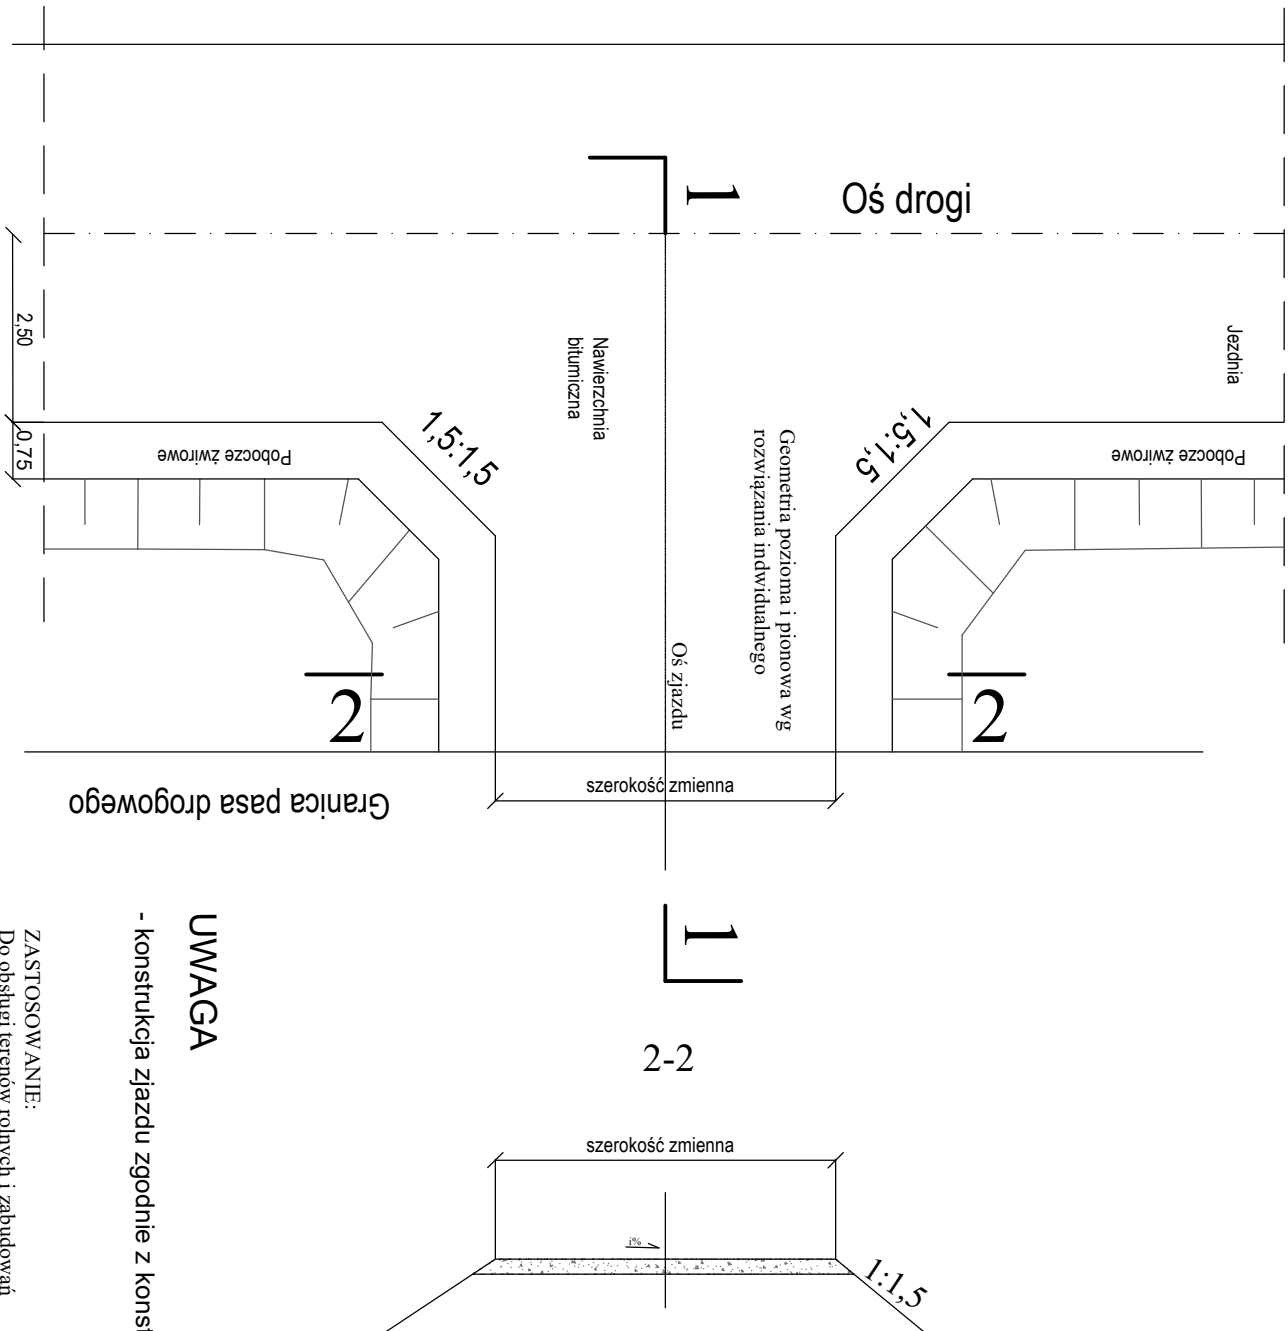 1
Oś drogi
2,50
0,75
Nawierzchnia
bitumiczna
Jezdnia
1,5:1,5
1,5:1,5
Pobocze żwirowe
Pobocze żwirowe
Geometria pozioma i pionowa wg
rozwiązania indwidualnego
Oś zjazdu
2
2
szerokość zmienna
Granica pasa drogowego
1
UWAGA
- konstrukcja zjazdu zgodnie z konst
ZASTOSOWANIE:
Do obsługi terenów rolnych i zabudowań
2-2
szerokość zmienna
i%
1:1,5